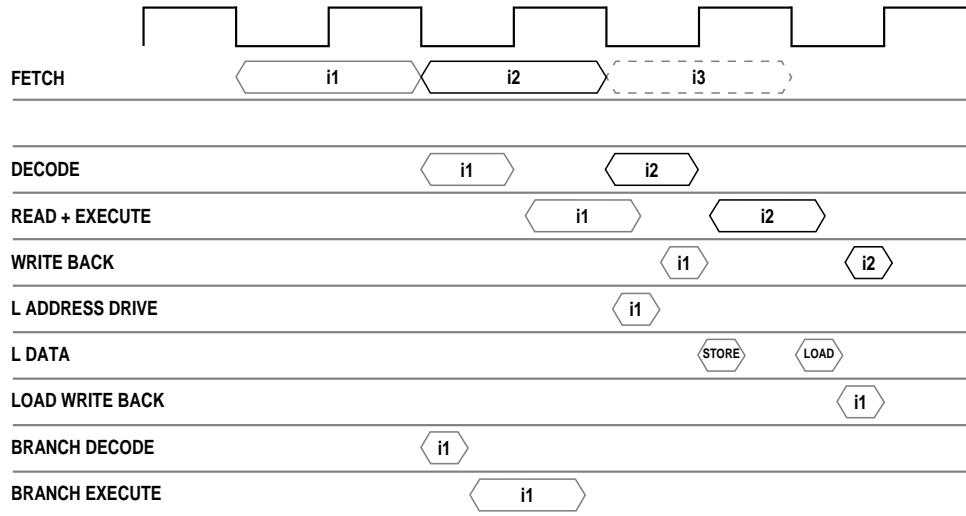 FETCH i1 i2 i3
DECODE i1 i2
READ + EXECUTE i1 i2
WRITE BACK i1 i2
L ADDRESS DRIVE i1
L DATA STORE LOAD
LOAD WRITE BACK i1
BRANCH DECODE i1
BRANCH EXECUTE i1